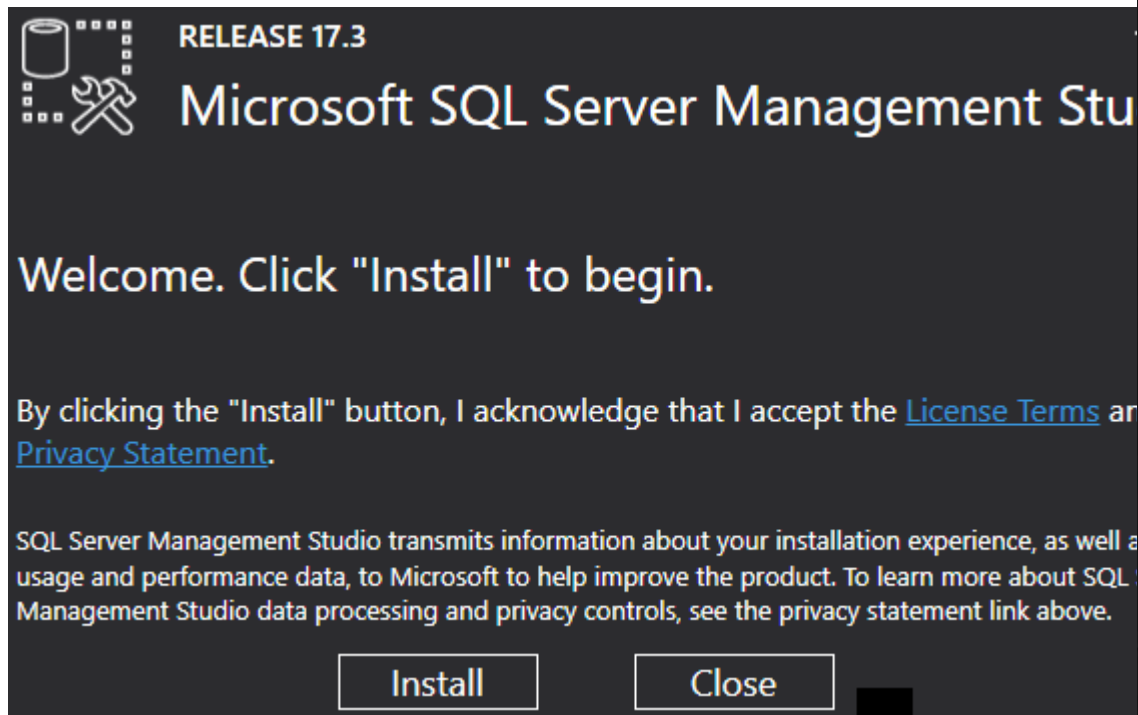 RELEASE 17.3
Microsoft SQL Server Management Stu
Welcome. Click "Install" to begin.
By clicking the "Install" button, I acknowledge that I accept the License Terms an
Privacy Statement.
SQL Server Management Studio transmits information about your installation experience, as well a
usage and performance data, to Microsoft to help improve the product. To learn more about SQL
Management Studio data processing and privacy controls, see the privacy statement link above.
Install Close